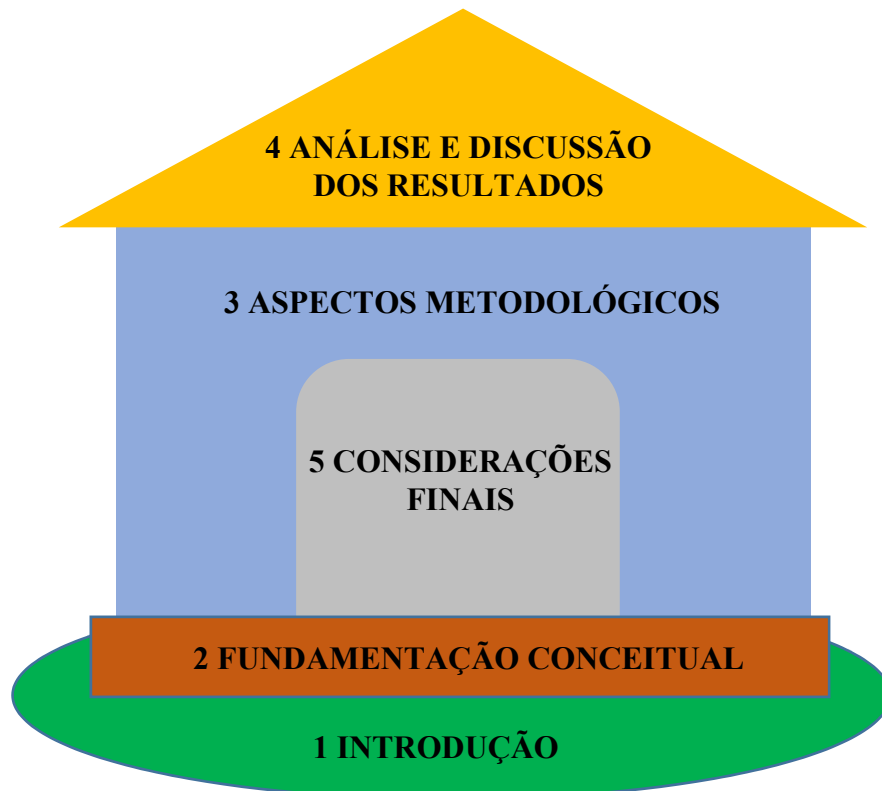 4 ANÁLISE E DISCUSSÃO
DOS RESULTADOS
3 ASPECTOS METODOLÓGICOS
5 CONSIDERAÇÕES
FINAIS
2 FUNDAMENTAÇÃO CONCEITUAL
1 INTRODUÇÃO